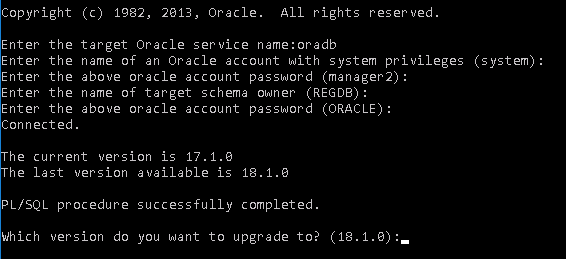 Copyright (c) 1982, 2013, Oracle.  All rights reserved.
Enter the target Oracle service name:oradb
Enter the name of an Oracle account with system privileges (system):
Enter the above oracle account password (manager2):
Enter the name of target schema owner (REGDB):
Enter the above oracle account password (ORACLE):
Connected.
The current version is 17.1.0
The last version available is 18.1.0
PL/SQL procedure successfully completed.
Which version do you want to upgrade to? (18.1.0):_